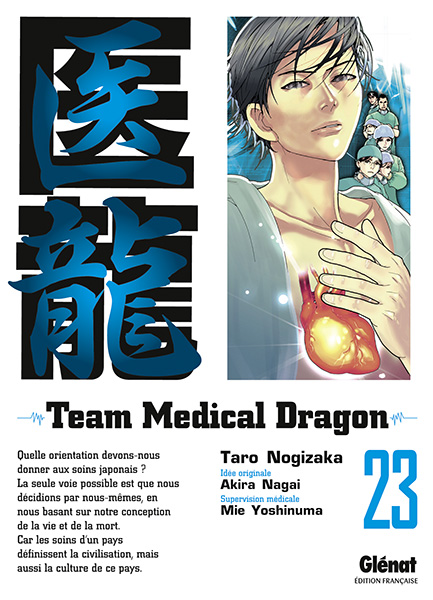 医
龍
Team Medical Dragon
Quelle orientation devons-nous
donner aux soins japonais ?
La seule voie possible est que nous
décidions par nous-mêmes, en
nous basant sur notre conception
de la vie et de la mort.
Car les soins d'un pays
définissent la civilisation, mais
aussi la culture de ce pays.
Taro Nogizaka
Idée originale
Akira Nagai
Supervision médicale
Mie Yoshinuma
23
Glénat
ÉDITION FRANÇAISE